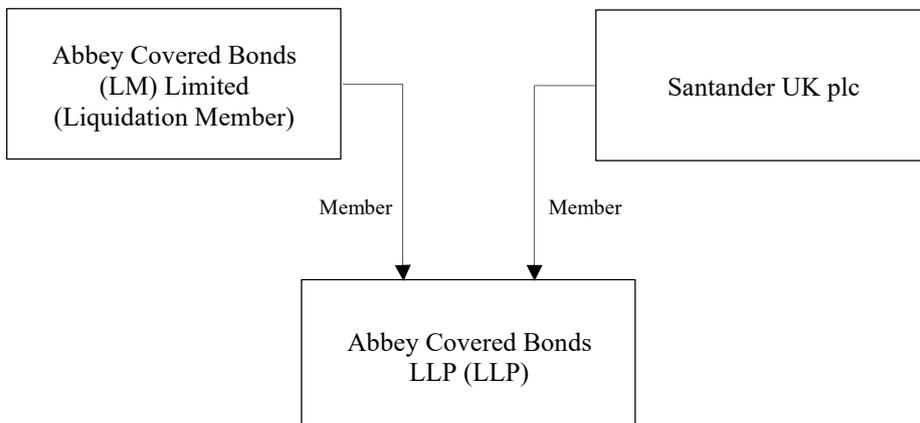 Abbey Covered Bonds
(LM) Limited
(Liquidation Member)
Santander UK plc
Member
Member
Abbey Covered Bonds
LLP (LLP)